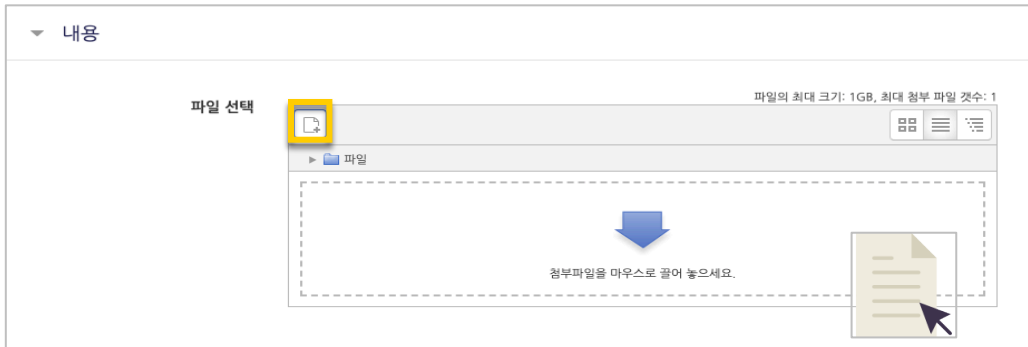 내용
파일의 최대 크기: 1GB, 최대 첨부 파일 갯수: 1
파일 선택
파일
첨부파일을 마우스로 끌어 놓으세요.